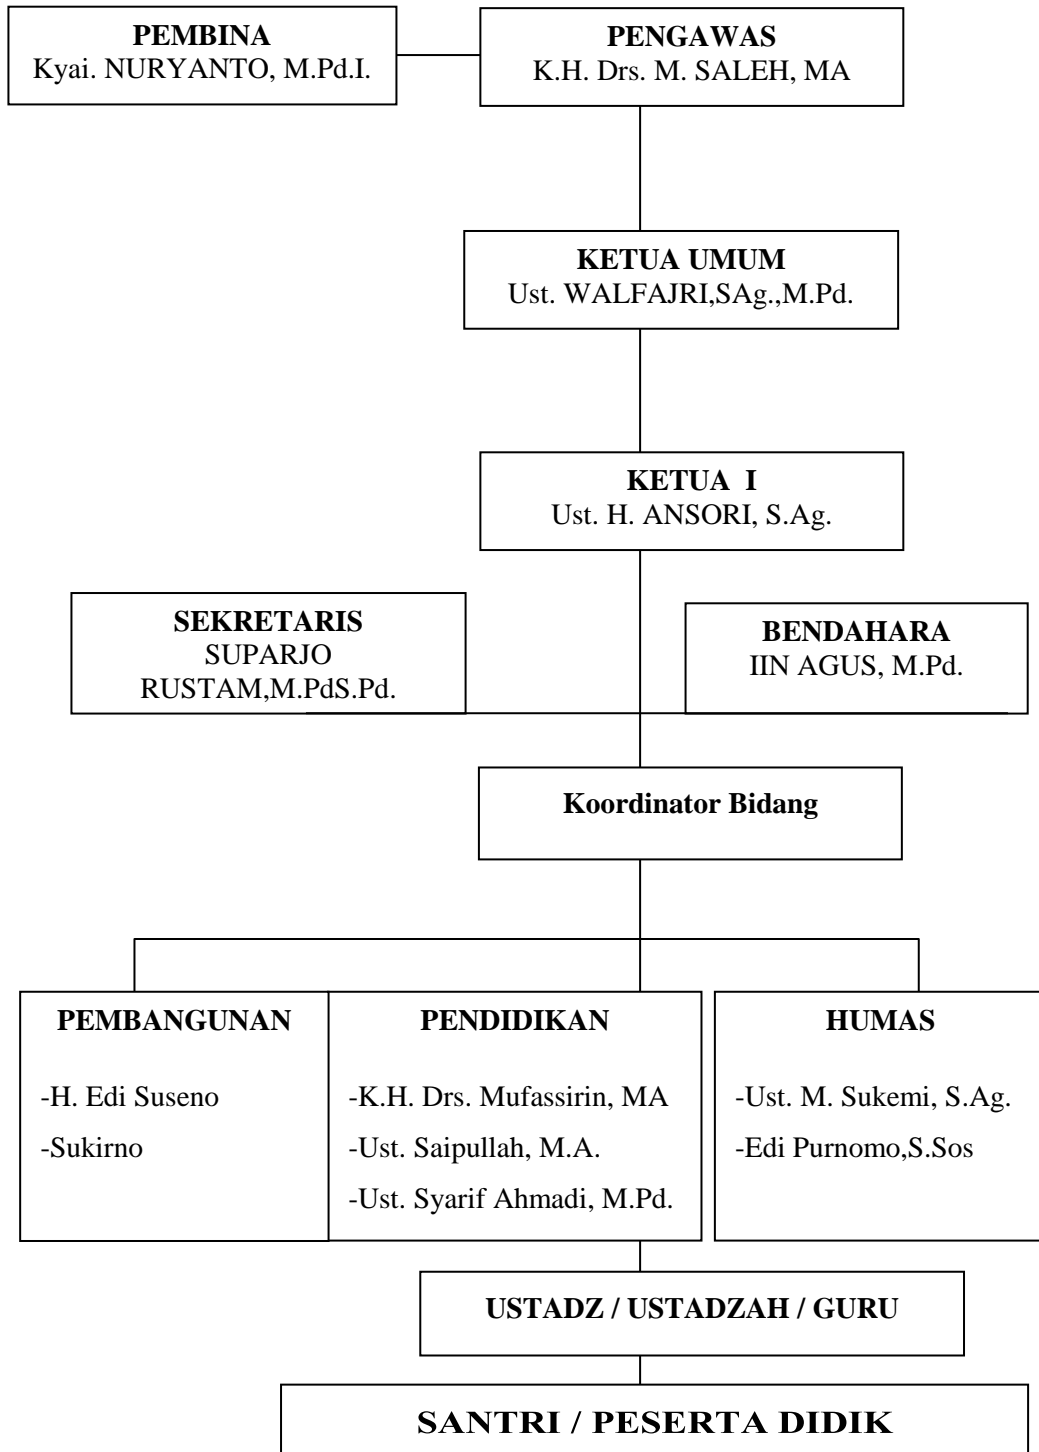 PEMBINA
Kyai. NURYANTO, M.Pd.I.
PENGAWAS
K.H. Drs. M. SALEH, MA
KETUA UMUM
Ust. WALFAJRI,SAg.,M.Pd.
KETUA I
Ust. H. ANSORI, S.Ag.
SEKRETARIS
SUPARJO
RUSTAM,M.PdS.Pd.
BENDAHARA
IIN AGUS, M.Pd.
Koordinator Bidang
PEMBANGUNAN
-H. Edi Suseno
-Sukirno
PENDIDIKAN
-K.H. Drs. Mufassirin, MA
-Ust. Saipullah, M.A.
-Ust. Syarif Ahmadi, M.Pd.
HUMAS
-Ust. M. Sukemi, S.Ag.
-Edi Purnomo,S.Sos
USTADZ / USTADZAH / GURU
SANTRI / PESERTA DIDIK